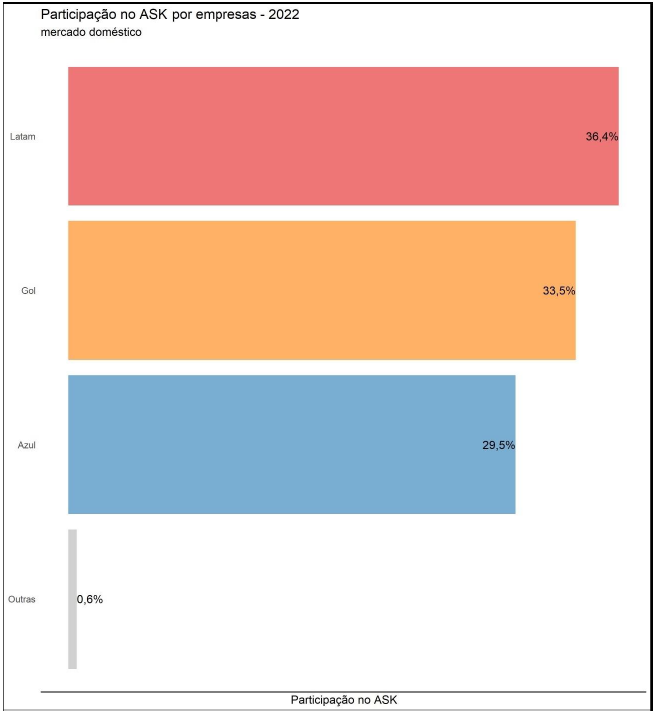 Participação no ASK por empresas - 2022
mercado doméstico
Latam
36,4%
Gol
33,5%
Azul
29,5%
Outras
0,6%
Participação no ASK